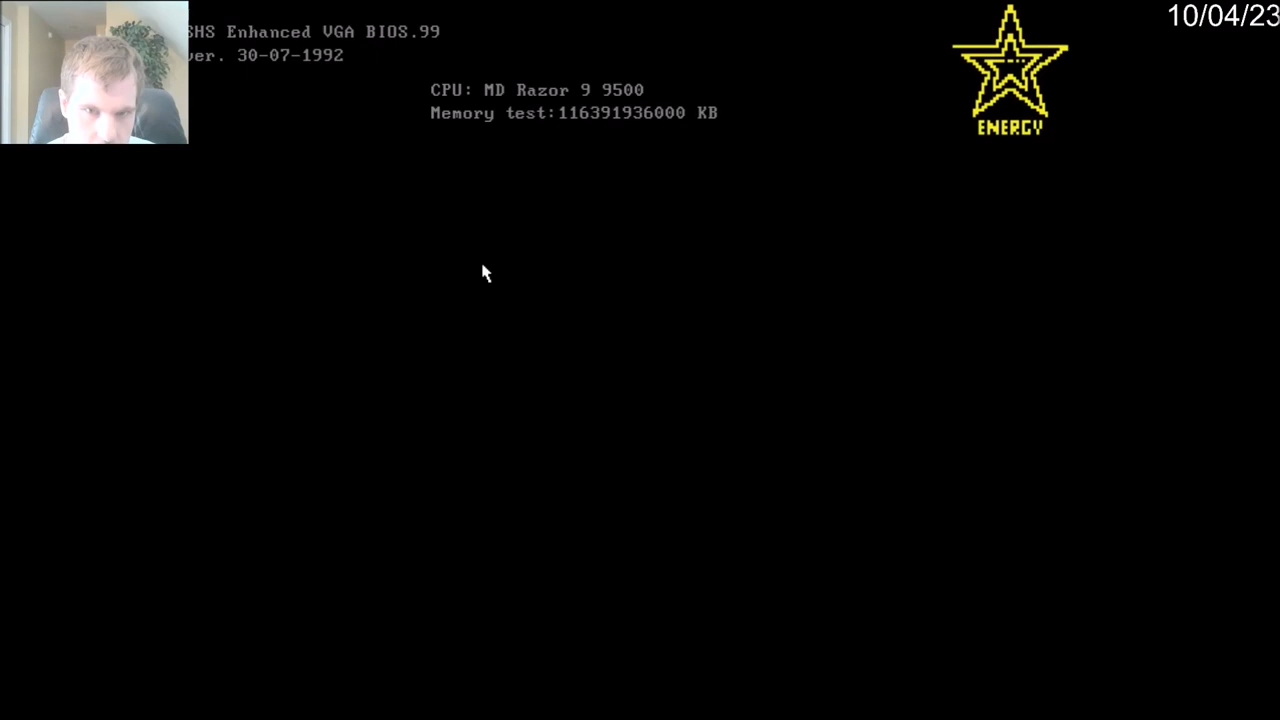 SHS Enhanced VGA BIOS.99
ver. 30-07-1992
CPU: MD Razor 9 9500
Memory test:116391936000 KB
ENERGY
10/04/23